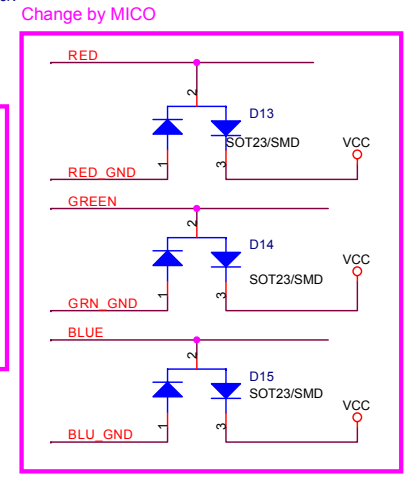 Change by MICO
RED
2
D13
SOT23/SMD
VCC
1
3
RED_GND
GREEN
2
D14
VCC
SOT23/SMD
1
3
GRN_GND
BLUE
2
D15
SOT23/SMD
VCC
1
3
BLU_GND